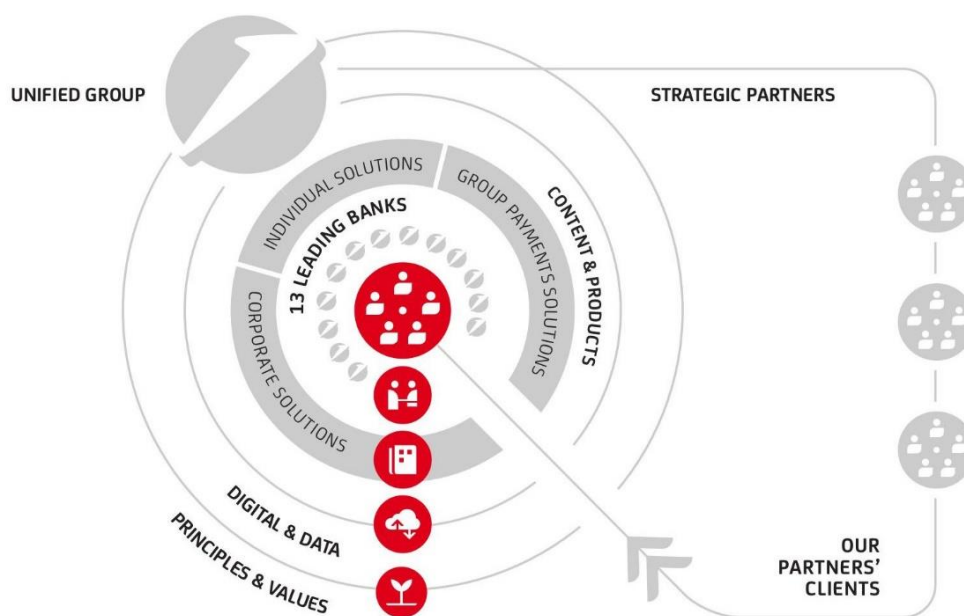 UNIFIED GROUP
STRATEGIC PARTNERS
INDIVIDUAL SOLUTIONS
GROUP PAYMENTS SOLUTIONS
CONTENT & PRODUCTS
13 LEADING BANKS
CORPORATE SOLUTIONS
DIGITAL & DATA
PRINCIPLES & VALUES
OUR
PARTNERS'
CLIENTS